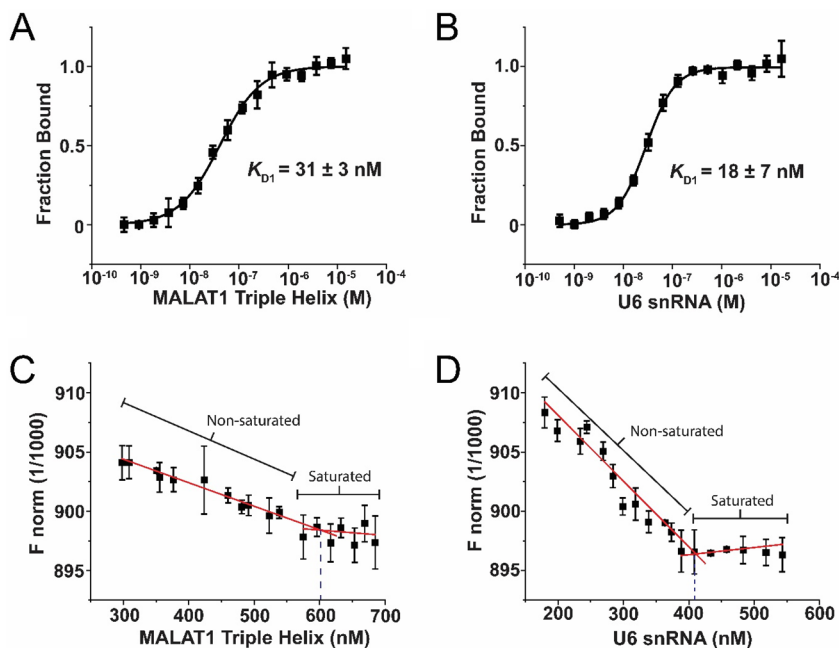 A
Fraction Bound
1.0
0.5
0
K_D1 = 31 ± 3 nM
10⁻¹⁰ 10⁻⁹ 10⁻⁸ 10⁻⁷ 10⁻⁶ 10⁻⁵ 10⁻⁴
MALAT1 Triple Helix (M)
B
Fraction Bound
1.0
0.5
0
K_D1 = 18 ± 7 nM
10⁻¹⁰ 10⁻⁹ 10⁻⁸ 10⁻⁷ 10⁻⁶ 10⁻⁵ 10⁻⁴
U6 snRNA (M)
C
F norm (1/1000)
910
905
900
895
Non-saturated
Saturated
300 400 500 600 700
MALAT1 Triple Helix (nM)
D
F norm (1/1000)
910
905
900
895
Non-saturated
Saturated
200 300 400 500 600
U6 snRNA (nM)